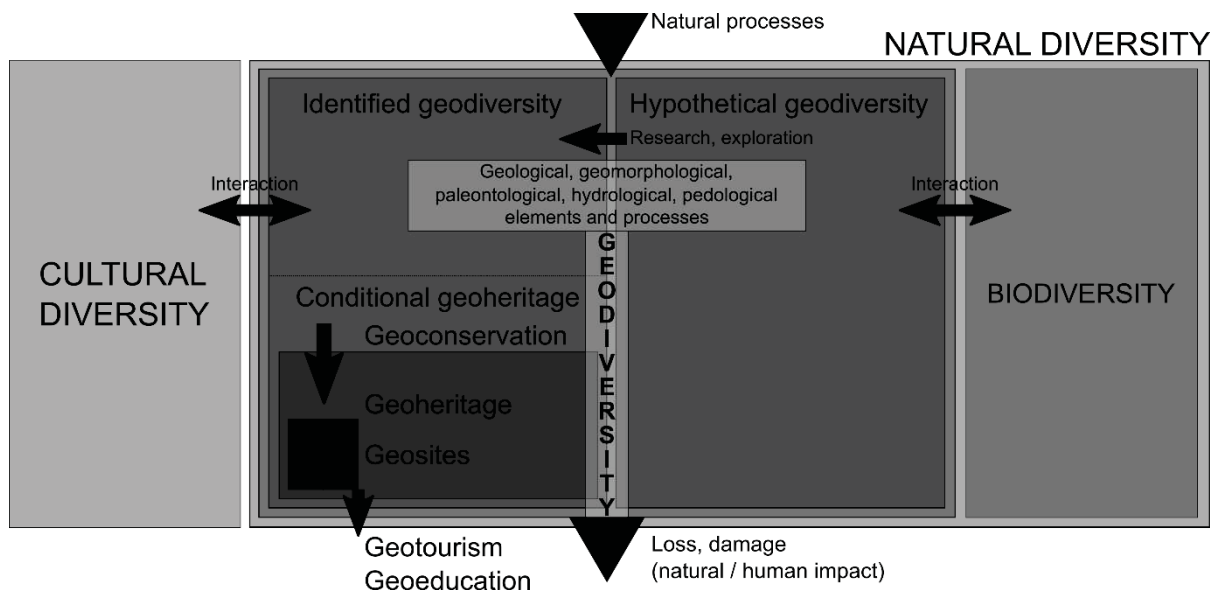 Natural processes
NATURAL DIVERSITY
Identified geodiversity
Hypothetical geodiversity
Research, exploration
Geological, geomorphological,
paleontological, hydrological, pedological
elements and processes
Interaction
Interaction
GEODIVERSITY
CULTURAL
DIVERSITY
BIODIVERSITY
Conditional geoheritage
Geoconservation
Geoheritage
Geosites
Geotourism
Geoeducation
Loss, damage
(natural / human impact)